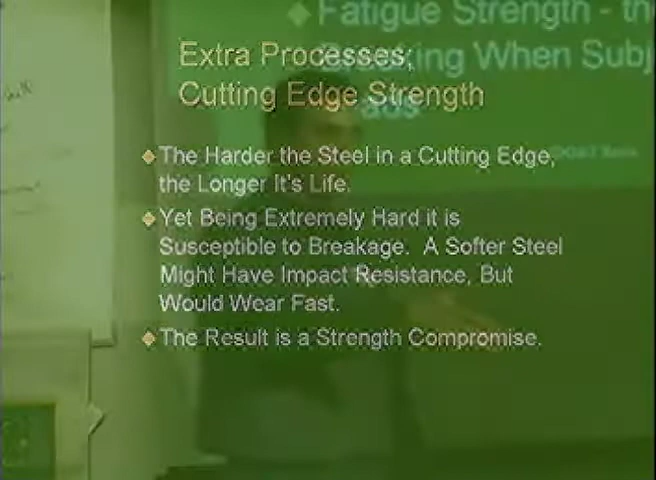 Fatigue Strength - th
When Subj
Extra Processes;
Cutting Edge Strength
The Harder the Steel in a Cutting Edge,
the Longer It's Life.
Yet Being Extremely Hard it is
Susceptible to Breakage. A Softer Steel
Might Have Impact Resistance, But
Would Wear Fast.
The Result is a Strength Compromise.